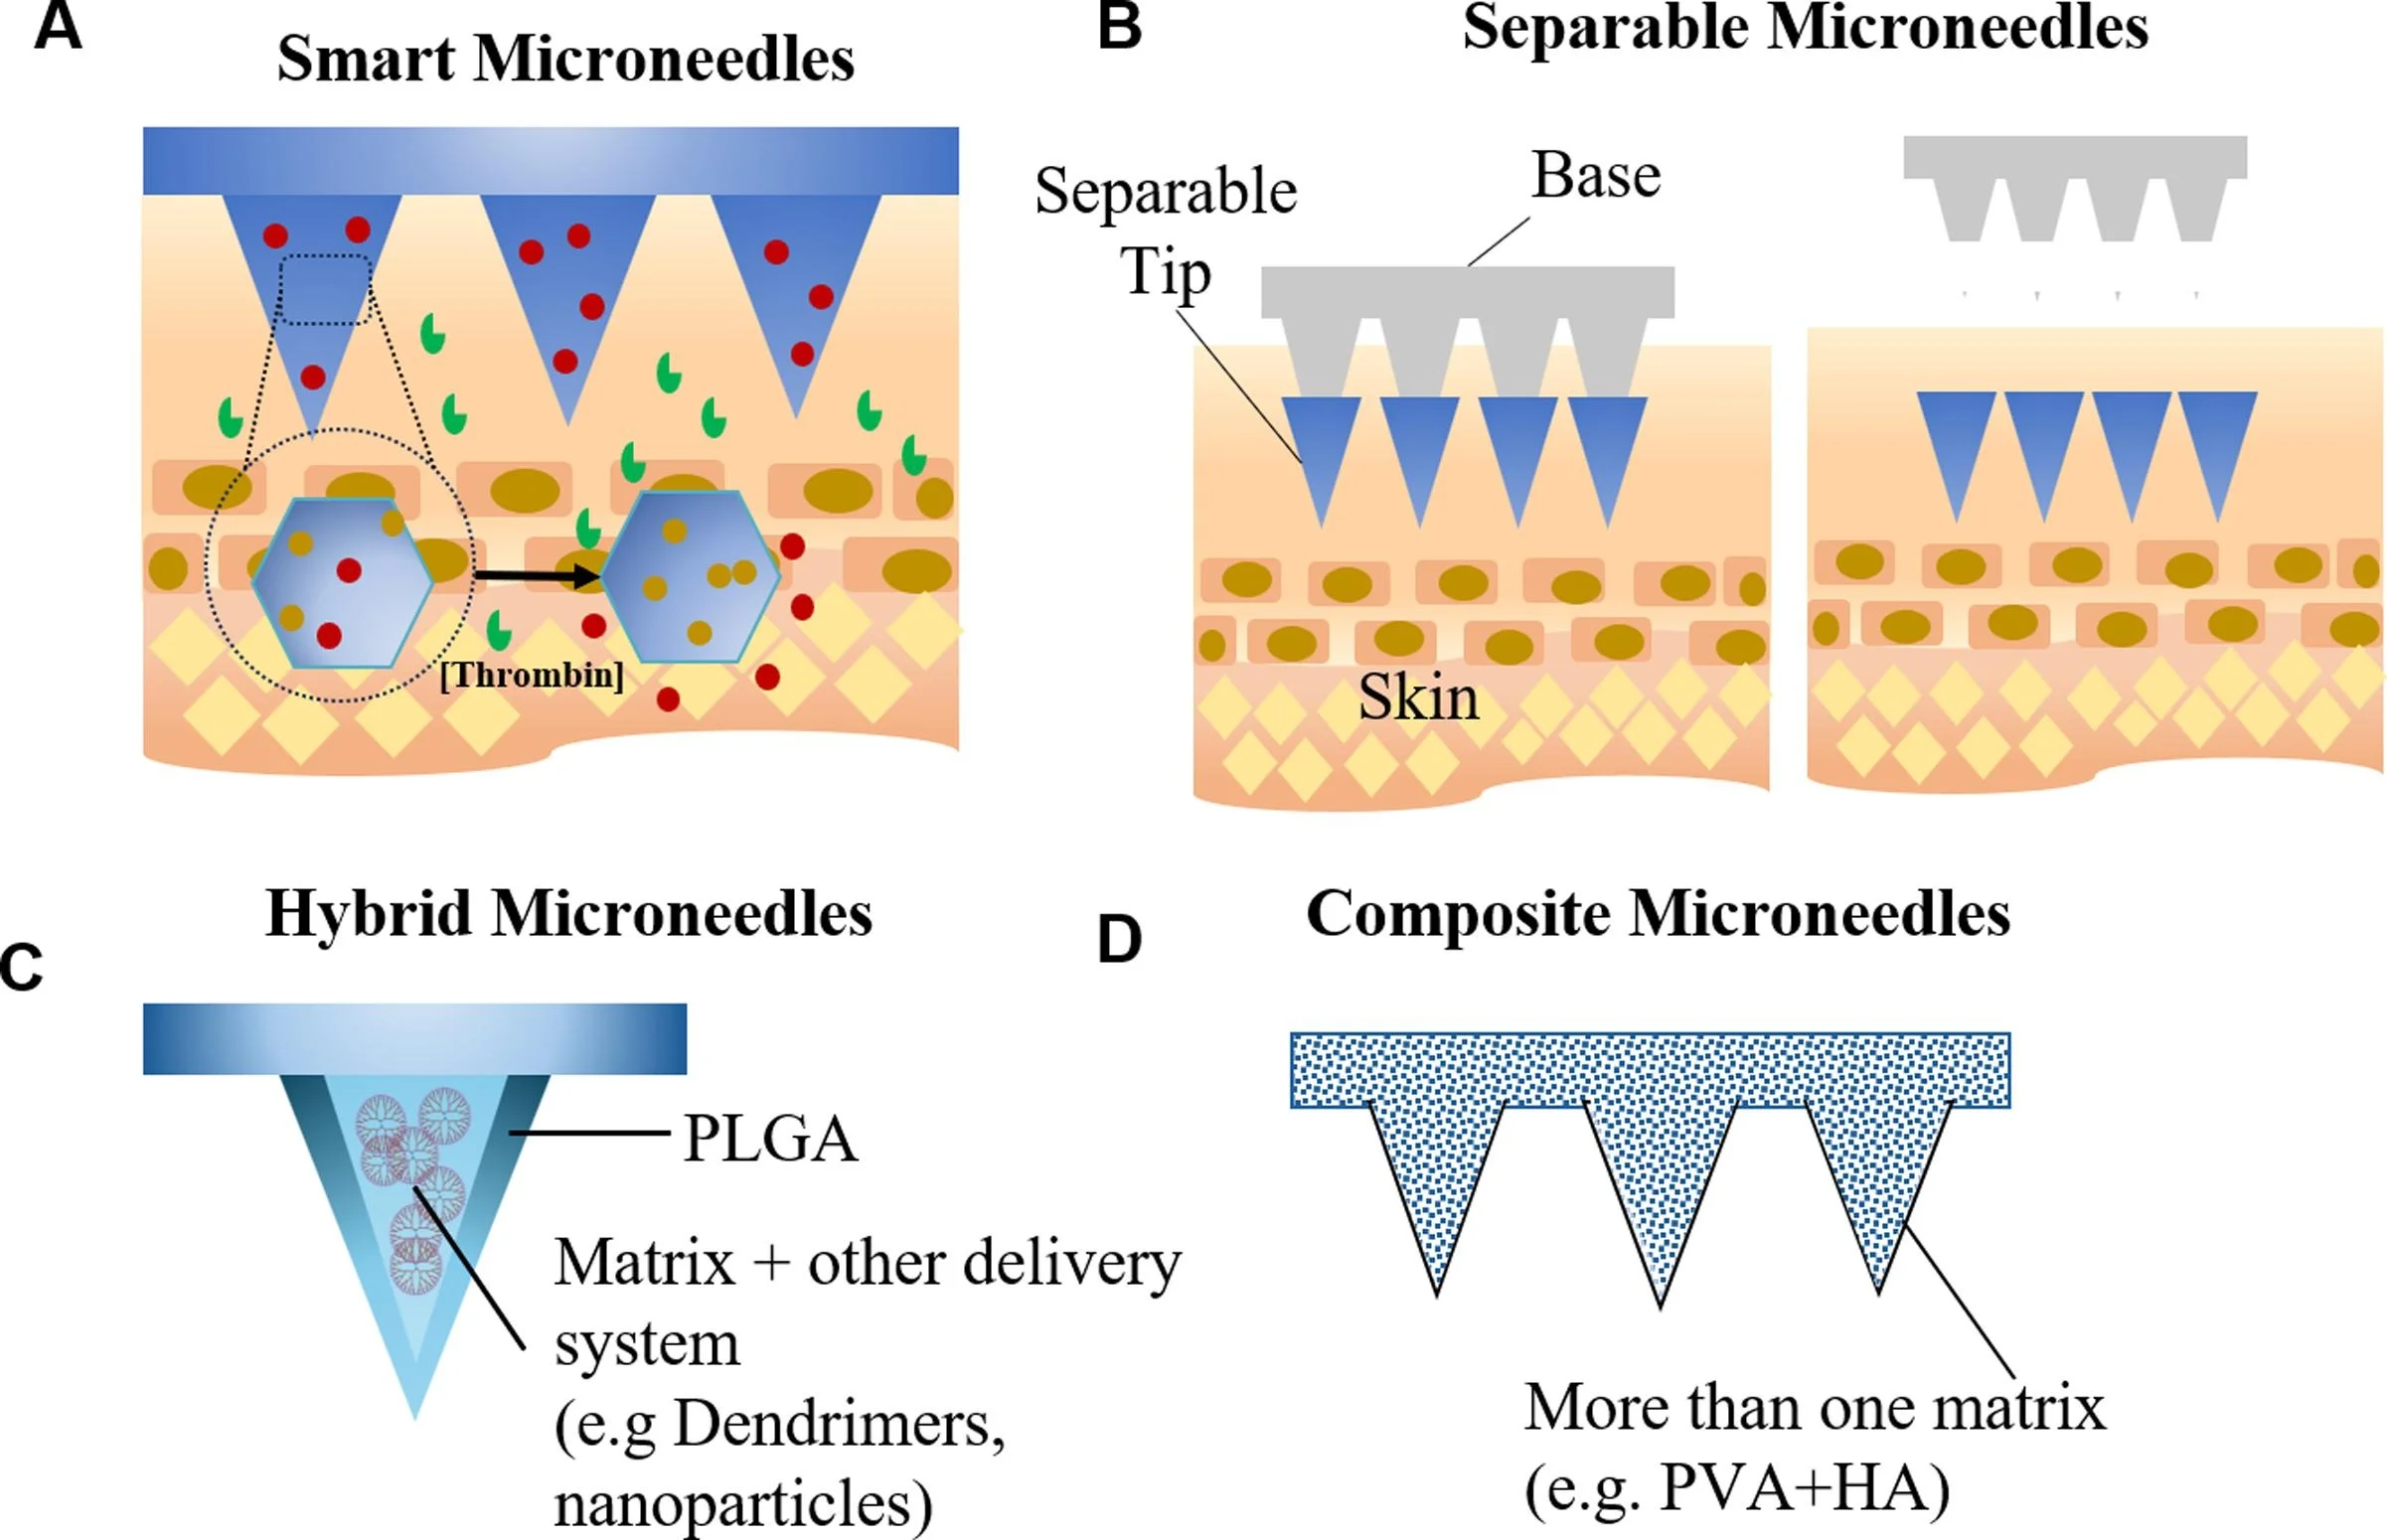 A
Smart Microneedles
[Thrombin]
B
Separable Microneedles
Separable
Tip
Base
Skin
C
Hybrid Microneedles
PLGA
Matrix + other delivery
system
(e.g Dendrimers,
nanoparticles)
D
Composite Microneedles
More than one matrix
(e.g. PVA+HA)